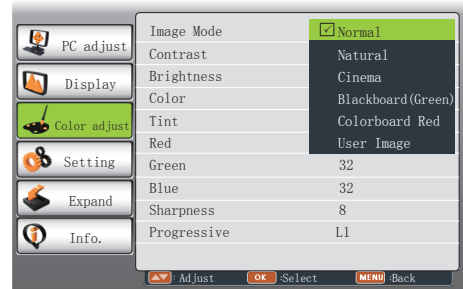 PC adjust
Display
Color adjust
Setting
Expand
Info.
Image Mode
Contrast
Brightness
Color
Tint
Red
Green 32
Blue 32
Sharpness 8
Progressive L1
Normal
Natural
Cinema
Blackboard(Green)
Colorboard Red
User Image
: Adjust OK :Select MENU :Back